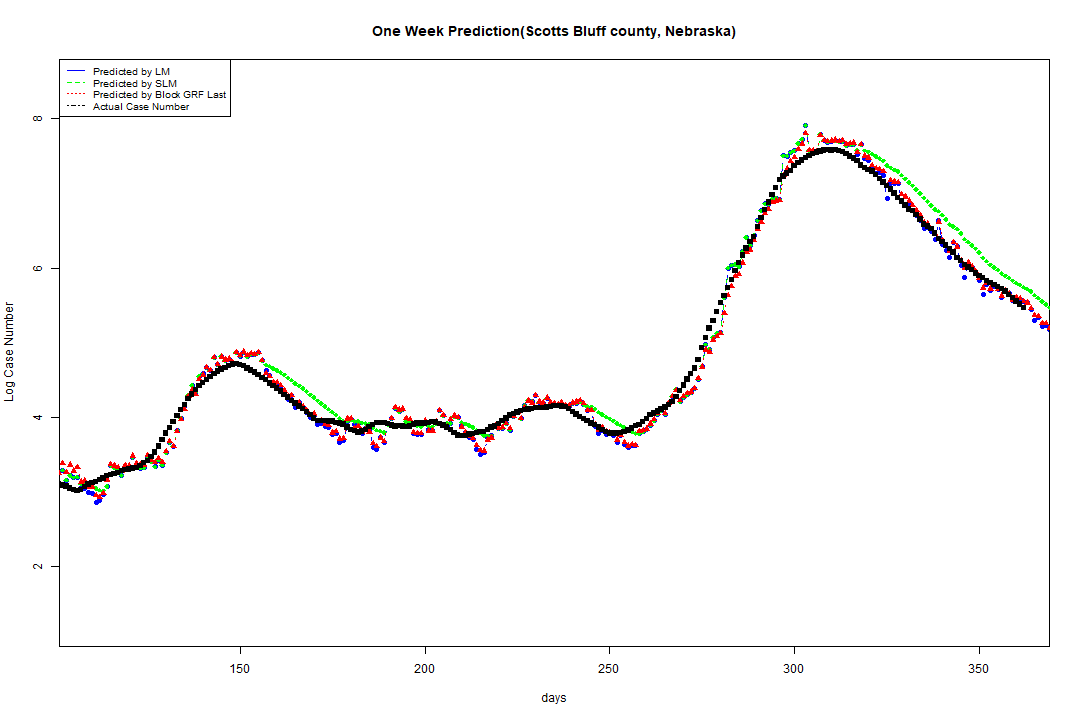 One Week Prediction(Scotts Bluff county, Nebraska)
Predicted by LM
Predicted by SLM
Predicted by Block GRF Last
Actual Case Number
Log Case Number
8
6
4
2
150 200 250 300 350
days